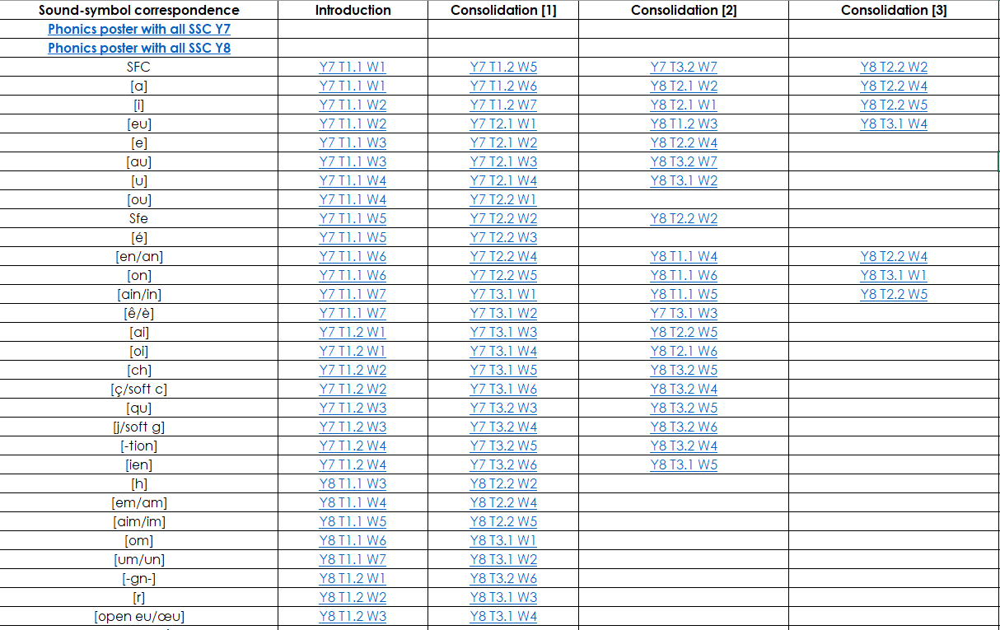 Sound-symbol correspondence Introduction Consolidation [1] Consolidation [2] Consolidation [3]
Phonics poster with all SSC Y7
Phonics poster with all SSC Y8
SFC Y7 T1.1 W1 Y7 T1.2 W5 Y7 T3.2 W7 Y8 T2.2 W2
[a] Y7 T1.1 W1 Y7 T1.2 W6 Y8 T2.1 W2 Y8 T2.2 W4
[i] Y7 T1.1 W2 Y7 T1.2 W7 Y8 T2.1 W1 Y8 T2.2 W5
[eu] Y7 T1.1 W2 Y7 T2.1 W1 Y8 T1.2 W3 Y8 T3.1 W4
[e] Y7 T1.1 W3 Y7 T2.1 W2 Y8 T2.2 W4
[au] Y7 T1.1 W3 Y7 T2.1 W3 Y8 T3.2 W7
[u] Y7 T1.1 W4 Y7 T2.1 W4 Y8 T3.1 W2
[ou] Y7 T1.1 W4 Y7 T2.2 W1
Sfe Y7 T1.1 W5 Y7 T2.2 W2 Y8 T2.2 W2
[é] Y7 T1.1 W5 Y7 T2.2 W3
[en/an] Y7 T1.1 W6 Y7 T2.2 W4 Y8 T1.1 W4 Y8 T2.2 W4
[on] Y7 T1.1 W6 Y7 T2.2 W5 Y8 T1.1 W6 Y8 T3.1 W1
[ain/in] Y7 T1.1 W7 Y7 T3.1 W1 Y8 T1.1 W5 Y8 T2.2 W5
[ê/è] Y7 T1.1 W7 Y7 T3.1 W2 Y7 T3.1 W3
[ai] Y7 T1.2 W1 Y7 T3.1 W3 Y8 T2.2 W5
[oi] Y7 T1.2 W1 Y7 T3.1 W4 Y8 T2.1 W6
[ch] Y7 T1.2 W2 Y7 T3.1 W5 Y8 T3.2 W5
[ç/soft c] Y7 T1.2 W2 Y7 T3.1 W6 Y8 T3.2 W4
[qu] Y7 T1.2 W3 Y7 T3.2 W3 Y8 T3.2 W5
[j/soft g] Y7 T1.2 W3 Y7 T3.2 W4 Y8 T3.2 W6
[-tion] Y7 T1.2 W4 Y7 T3.2 W5 Y8 T3.2 W4
[ien] Y7 T1.2 W4 Y7 T3.2 W6 Y8 T3.1 W5
[h] Y8 T1.1 W3 Y8 T2.2 W2
[em/am] Y8 T1.1 W4 Y8 T2.2 W4
[aim/im] Y8 T1.1 W5 Y8 T2.2 W5
[om] Y8 T1.1 W6 Y8 T3.1 W1
[um/un] Y8 T1.1 W7 Y8 T3.1 W2
[-gn-] Y8 T1.2 W1 Y8 T3.2 W6
[r] Y8 T1.2 W2 Y8 T3.1 W3
[open eu/œu] Y8 T1.2 W3 Y8 T3.1 W4